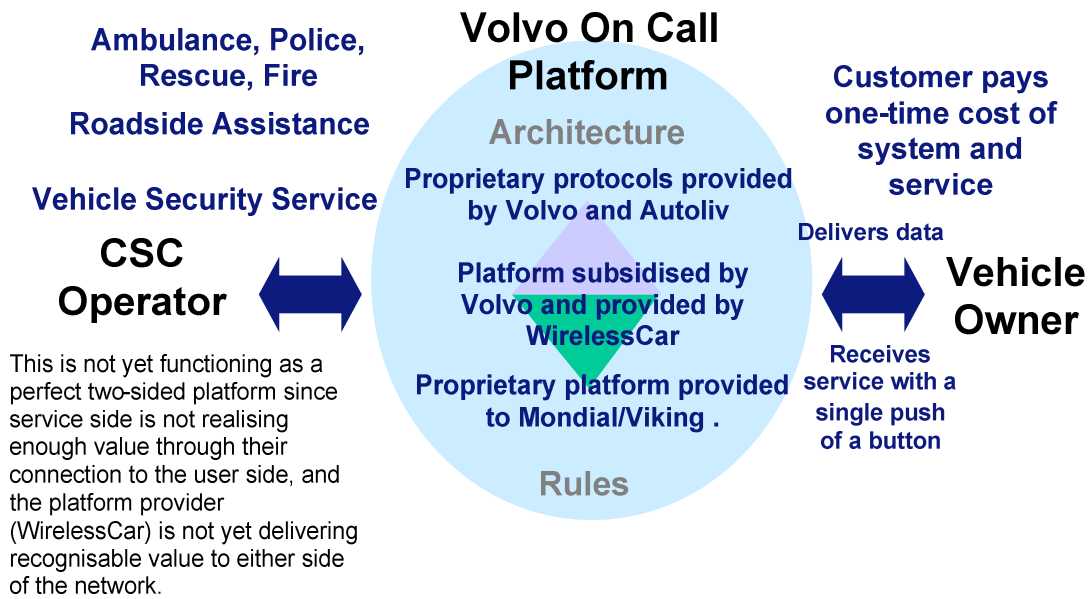 Ambulance, Police,
Rescue, Fire
Roadside Assistance
Vehicle Security Service
CSC
Operator
This is not yet functioning as a
perfect two-sided platform since
service side is not realising
enough value through their
connection to the user side, and
the platform provider
(WirelessCar) is not yet delivering
recognisable value to either side
of the network.
Volvo On Call
Platform
Architecture
Proprietary protocols provided
by Volvo and Autoliv
Platform subsidised by
Volvo and provided by
WirelessCar
Proprietary platform provided
to Mondial/Viking .
Rules
Customer pays
one-time cost of
system and
service
Delivers data
Vehicle
Owner
Receives
service with a
single push
of a button